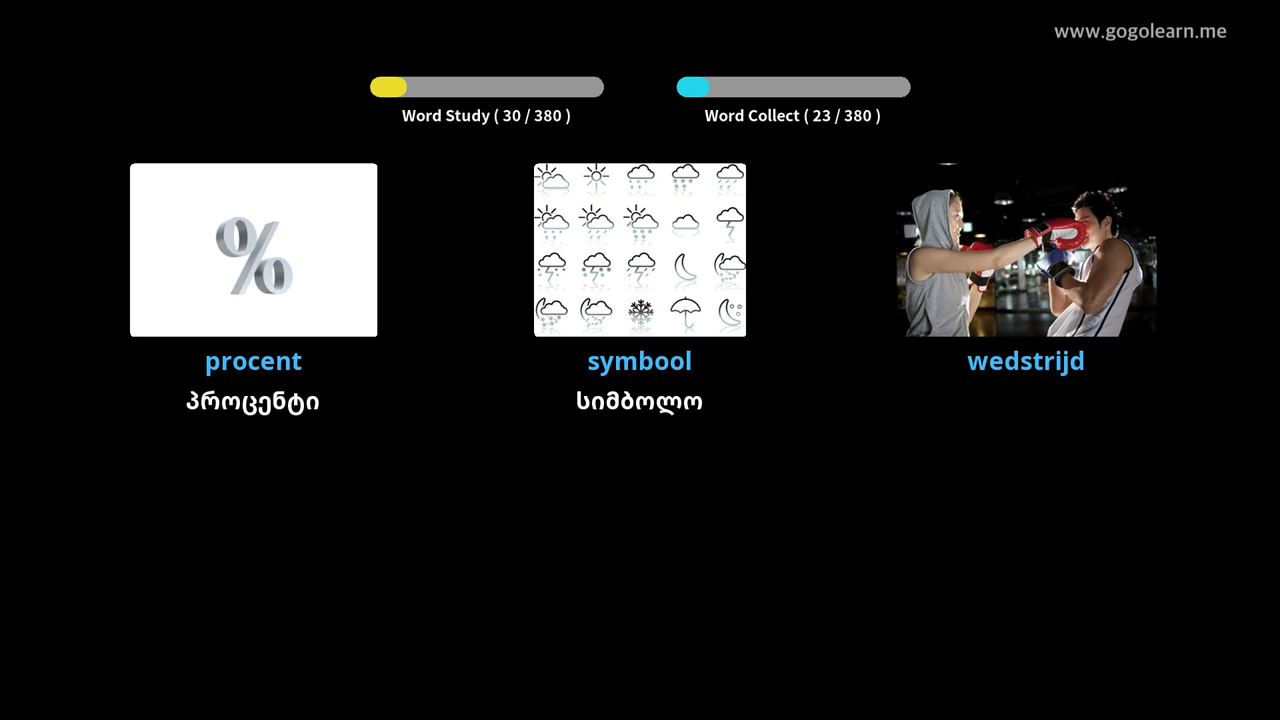 www.gogolearn.me
Word Study ( 30 / 380 )
Word Collect ( 23 / 380 )
%
procent
symbool
wedstrijd
პროცენტი
სიმბოლო